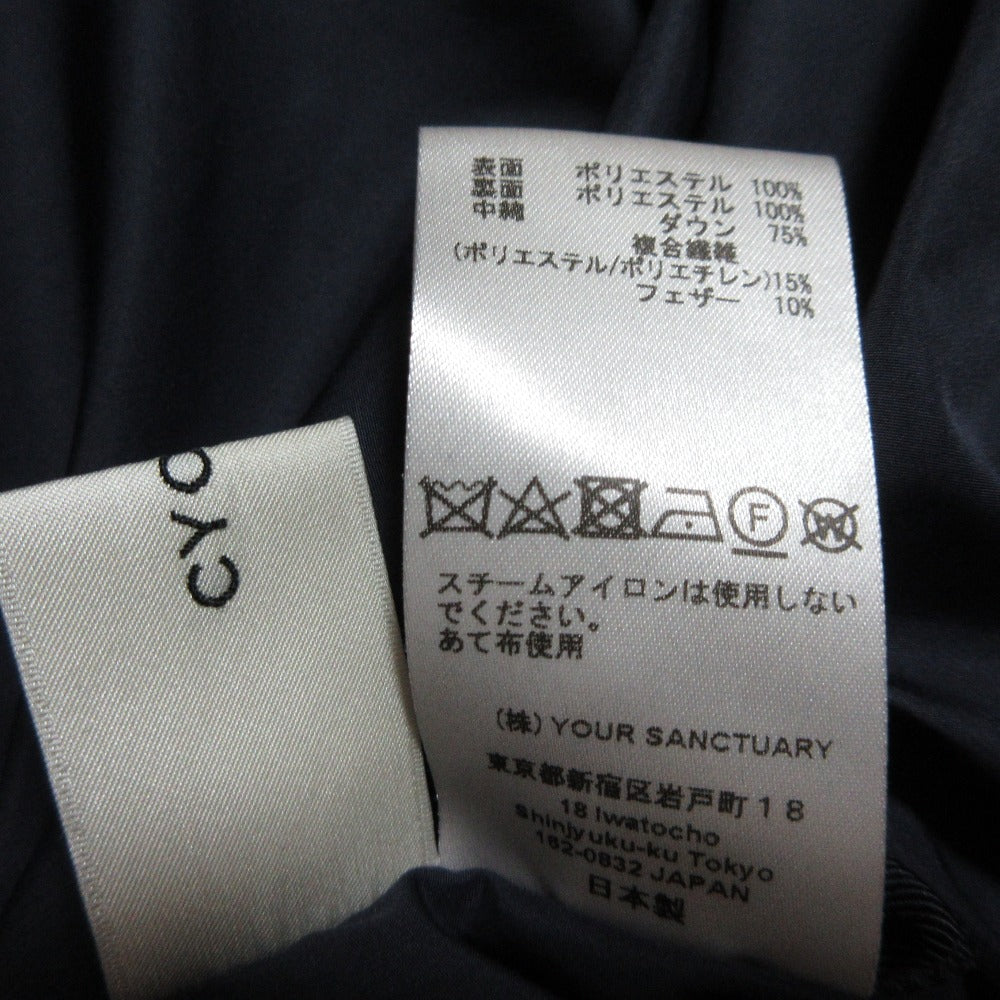 表面 ポリエステル 100%
裏面 ポリエステル 100%
中綿 ダウン 75%
複合繊維
(ポリエステル/ポリエチレン)15%
フェザー 10%
F
W
スチームアイロンは使用しない
でください。
あて布使用
(株) YOUR SANCTUARY
東京都新宿区岩戸町18
18 Iwatocho
Shinjyuku-ku Tokyo
162-0832 JAPAN
日本製
CYO